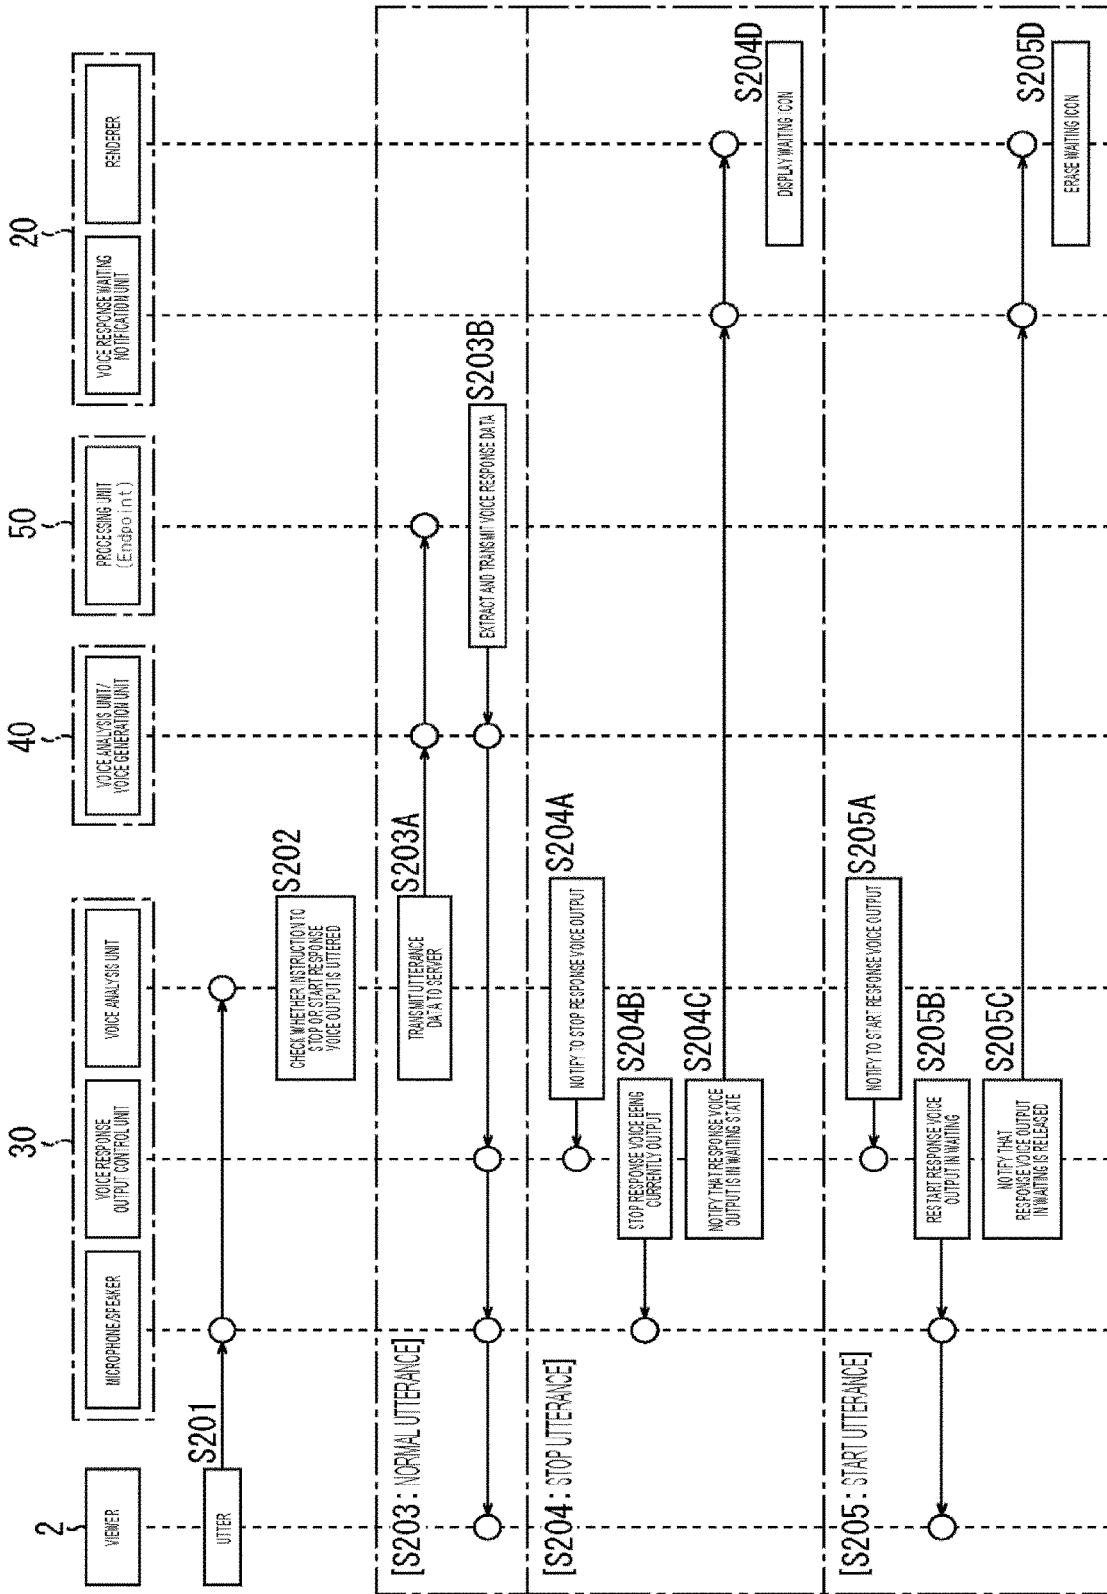 2
VIEWER
30
MICROPHONE/SPEAKER
VOICE RESPONSE
OUTPUT CONTROL UNIT
VOICE ANALYSIS UNIT
40
VOICE ANALYSIS UNIT/
VOICE GENERATION UNIT
50
PROCESSING UNIT
(Endpoint)
20
VOICE RESPONSE WAITING
NOTIFICATION UNIT
RENDERER
S201
UTTER
S202
CHECK WHETHER INSTRUCTION TO
STOP OR START RESPONSE
VOICE OUTPUT IS UTTERED
[S203: NORMAL UTTERANCE]
S203A
TRANSMIT UTTERANCE
DATA TO SERVER
S203B
EXTRACT AND TRANSMIT VOICE RESPONSE DATA
[S204: STOP UTTERANCE]
S204A
NOTIFY TO STOP RESPONSE VOICE OUTPUT
S204B
STOP RESPONSE VOICE BEING
CURRENTLY OUTPUT
S204C
NOTIFY THAT RESPONSE VOICE
OUTPUT IS IN WAITING STATE
S204D
DISPLAY WAITING ICON
[S205: START UTTERANCE]
S205A
NOTIFY TO START RESPONSE VOICE OUTPUT
S205B
RESTART RESPONSE VOICE
OUTPUT IN WAITING
S205C
NOTIFY THAT
RESPONSE VOICE OUTPUT
IN WAITING IS RELEASED
S205D
ERASE WAITING ICON